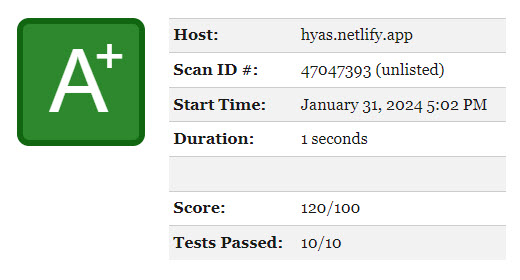 A+
Host: hyas.netlify.app
Scan ID #: 47047393 (unlisted)
Start Time: January 31, 2024 5:02 PM
Duration: 1 seconds
Score: 120/100
Tests Passed: 10/10